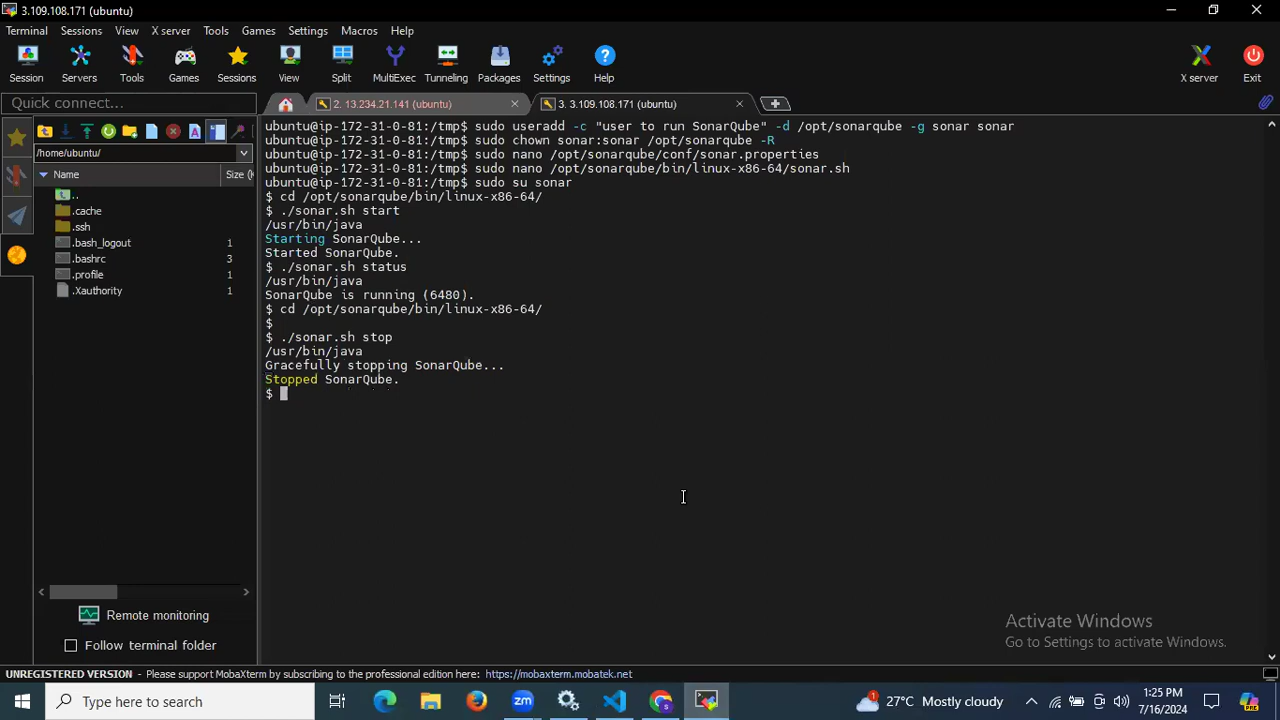 3.109.108.171 (ubuntu)
Terminal Sessions View X server Tools Games Settings Macros Help
Session Servers Tools Games Sessions View Split MultiExec Tunneling Packages Settings Help X server Exit
Quick connect...
2. 13.234.21.141 (ubuntu)
3. 3.109.108.171 (ubuntu)
/home/ubuntu/
Name Size (
..
.cache
.ssh
.bash_logout 1
.bashrc 3
.profile 1
.Xauthority 1
Remote monitoring
Follow terminal folder
ubuntu@ip-172-31-0-81:/tmp$ sudo useradd -c "user to run SonarQube" -d /opt/sonarqube -g sonar sonar
ubuntu@ip-172-31-0-81:/tmp$ sudo chown sonar:sonar /opt/sonarqube -R
ubuntu@ip-172-31-0-81:/tmp$ sudo nano /opt/sonarqube/conf/sonar.properties
ubuntu@ip-172-31-0-81:/tmp$ sudo nano /opt/sonarqube/bin/linux-x86-64/sonar.sh
ubuntu@ip-172-31-0-81:/tmp$ sudo su sonar
$ cd /opt/sonarqube/bin/linux-x86-64/
$ ./sonar.sh start
/usr/bin/java
Starting SonarQube...
Started SonarQube.
$ ./sonar.sh status
/usr/bin/java
SonarQube is running (6480).
$ cd /opt/sonarqube/bin/linux-x86-64/
$
$ ./sonar.sh stop
/usr/bin/java
Gracefully stopping SonarQube...
Stopped SonarQube.
$
Activate Windows
Go to Settings to activate Windows.
UNREGISTERED VERSION - Please support MobaXterm by subscribing to the professional edition here: https://mobaxterm.mobatek.net
Type here to search
zm
S
1
27°C Mostly cloudy
1:25 PM
7/16/2024
PRE